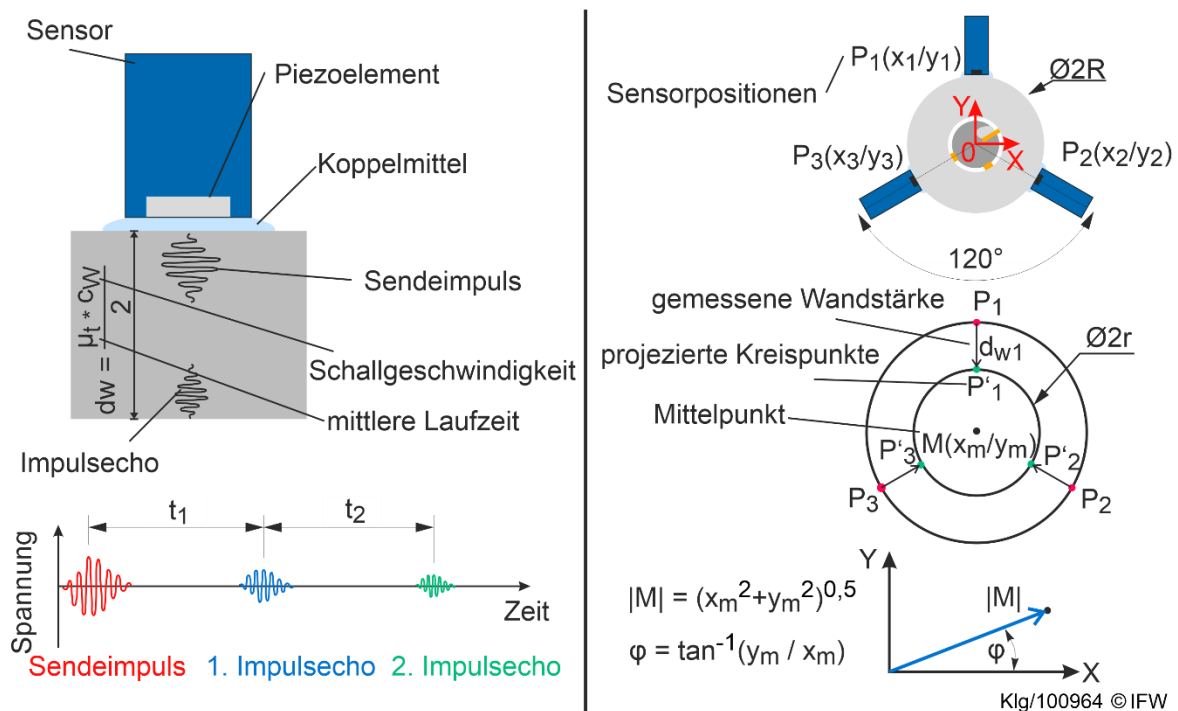 Sensor
Piezoelement
Koppelmittel
Sendeimpuls
dw = μt * cW / 2
Schallgeschwindigkeit
mittlere Laufzeit
Impulsecho
t1
t2
Spannung
Zeit
Sendeimpuls 1. Impulsecho 2. Impulsecho
P1(x1/y1)
Ø2R
Sensorpositionen
Y
0
X
P3(x3/y3)
P2(x2/y2)
120°
gemessene Wandstärke
P1
projezierte Kreispunkte
dw1
Ø2r
P'1
Mittelpunkt
M(xm/ym)
P'3
P'2
P3
P2
Y
|M| = (xm²+ym²)0,5
|M|
φ = tan-1(ym / xm)
φ
X
Klg/100964 © IFW